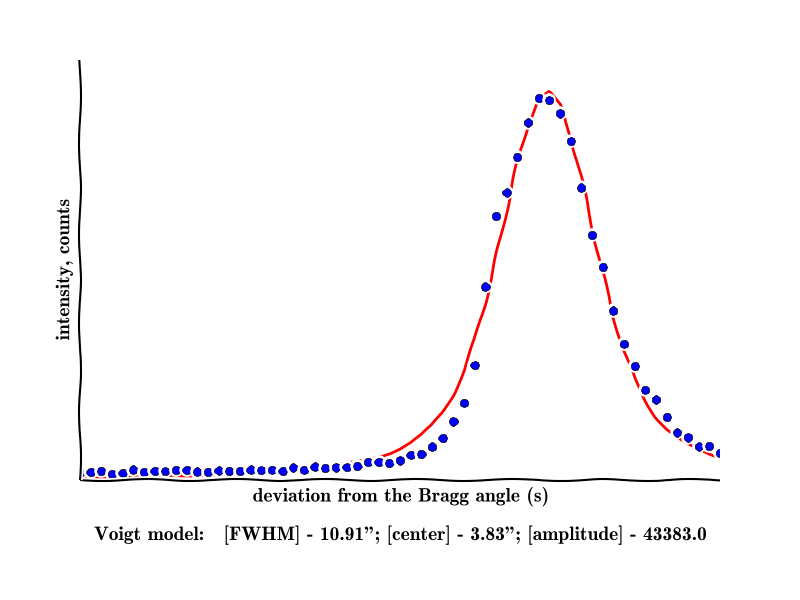 intensity, counts
deviation from the Bragg angle (s)
Voigt model: [FWHM] - 10.91”; [center] - 3.83”; [amplitude] - 43383.0